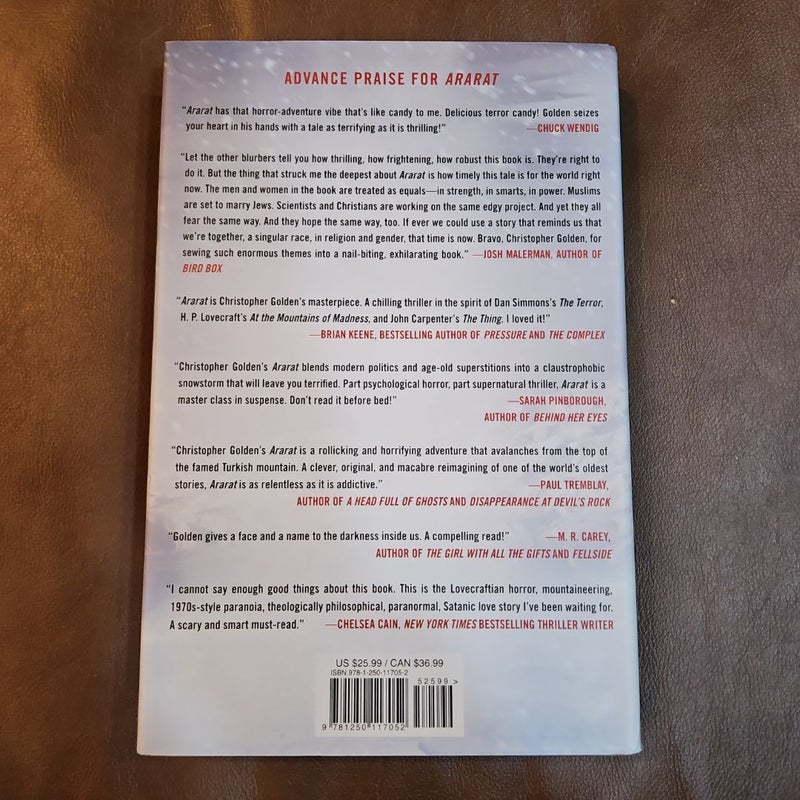 ADVANCE PRAISE FOR ARARAT
“Ararat has that horror-adventure vibe that’s like candy to me. Delicious terror candy! Golden seizes
your heart in his hands with a tale as terrifying as it is thrilling!” —CHUCK WENDIG
“Let the other blurbers tell you how thrilling, how frightening, how robust this book is. They’re right to
do it. But the thing that struck me the deepest about Ararat is how timely this tale is for the world right
now. The men and women in the book are treated as equals—in strength, in smarts, in power. Muslims
are set to marry Jews. Scientists and Christians are working on the same edgy project. And yet they all
fear the same way. And they hope the same way, too. If ever we could use a story that reminds us that
we’re together, a singular race, in religion and gender, that time is now. Bravo, Christopher Golden, for
sewing such enormous themes into a nail-biting, exhilarating book.” —JOSH MALERMAN, AUTHOR OF
BIRD BOX
“Ararat is Christopher Golden’s masterpiece. A chilling thriller in the spirit of Dan Simmons’s The Terror,
H. P. Lovecraft’s At the Mountains of Madness, and John Carpenter’s The Thing. I loved it!”
—BRIAN KEENE, BESTSELLING AUTHOR OF PRESSURE AND THE COMPLEX
“Christopher Golden’s Ararat blends modern politics and age-old superstitions into a claustrophobic
snowstorm that will leave you terrified. Part psychological horror, part supernatural thriller, Ararat is a
master class in suspense. Don’t read it before bed!” —SARAH PINBOROUGH,
AUTHOR OF BEHIND HER EYES
“Christopher Golden’s Ararat is a rollicking and horrifying adventure that avalanches from the top of
the famed Turkish mountain. A clever, original, and macabre reimagining of one of the world’s oldest
stories, Ararat is as relentless as it is addictive.” —PAUL TREMBLAY,
AUTHOR OF A HEAD FULL OF GHOSTS AND DISAPPEARANCE AT DEVIL’S ROCK
“Golden gives a face and a name to the darkness inside us. A compelling read!” —M. R. CAREY,
AUTHOR OF THE GIRL WITH ALL THE GIFTS AND FELLSIDE
“I cannot say enough good things about this book. This is the Lovecraftian horror, mountaineering,
1970s-style paranoia, theologically philosophical, paranormal, Satanic love story I’ve been waiting for.
A scary and smart must-read.” —CHELSEA CAIN, NEW YORK TIMES BESTSELLING THRILLER WRITER
US $25.99 / CAN $36.99
ISBN 978-1-250-11705-2
52599 >
9 781250 117052